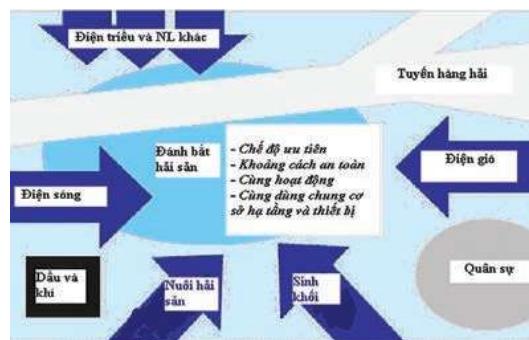 Điện triều và NL khác
Tuyến hàng hải
Đánh bắt
hải sản
- Chế độ ưu tiên
- Khoảng cách an toàn
- Cùng hoạt động
- Cùng dùng chung cơ
sở hạ tầng và thiết bị
Điện gió
Điện sóng
Dầu và
khí
Nuôi hải
sản
Sinh
khối
Quân sự